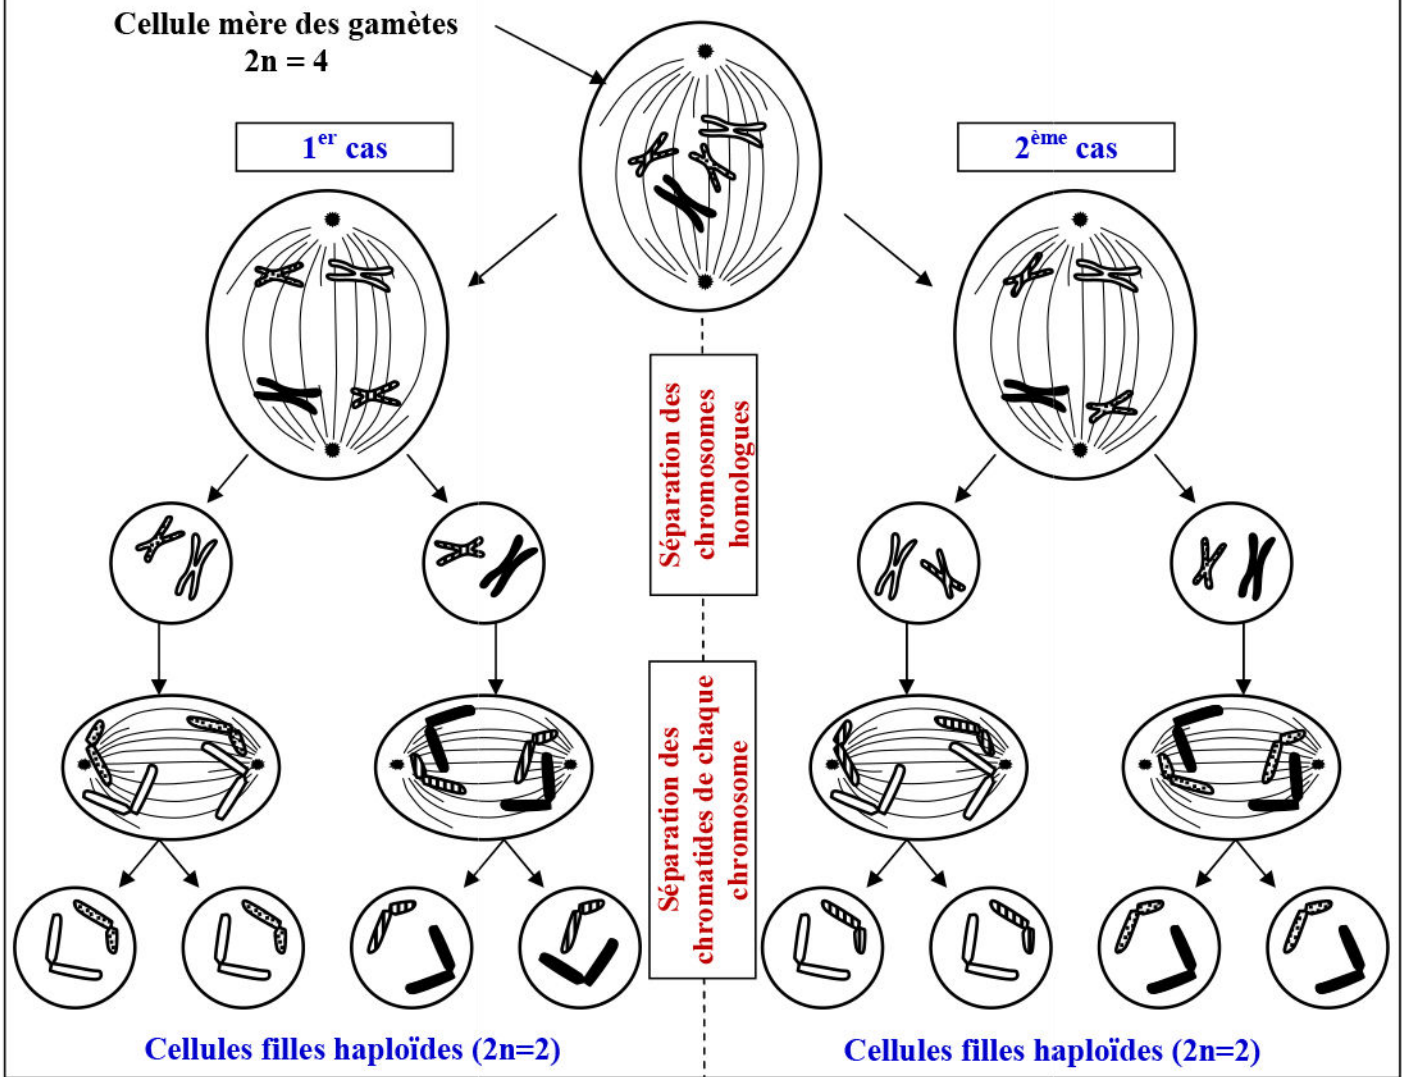 Cellule mère des gamètes
2n = 4
1er cas
2ème cas
Séparation des
chromosomes
homologues
Séparation des
chromatides de chaque
chromosome
Cellules filles haploïdes (2n=2)
Cellules filles haploïdes (2n=2)